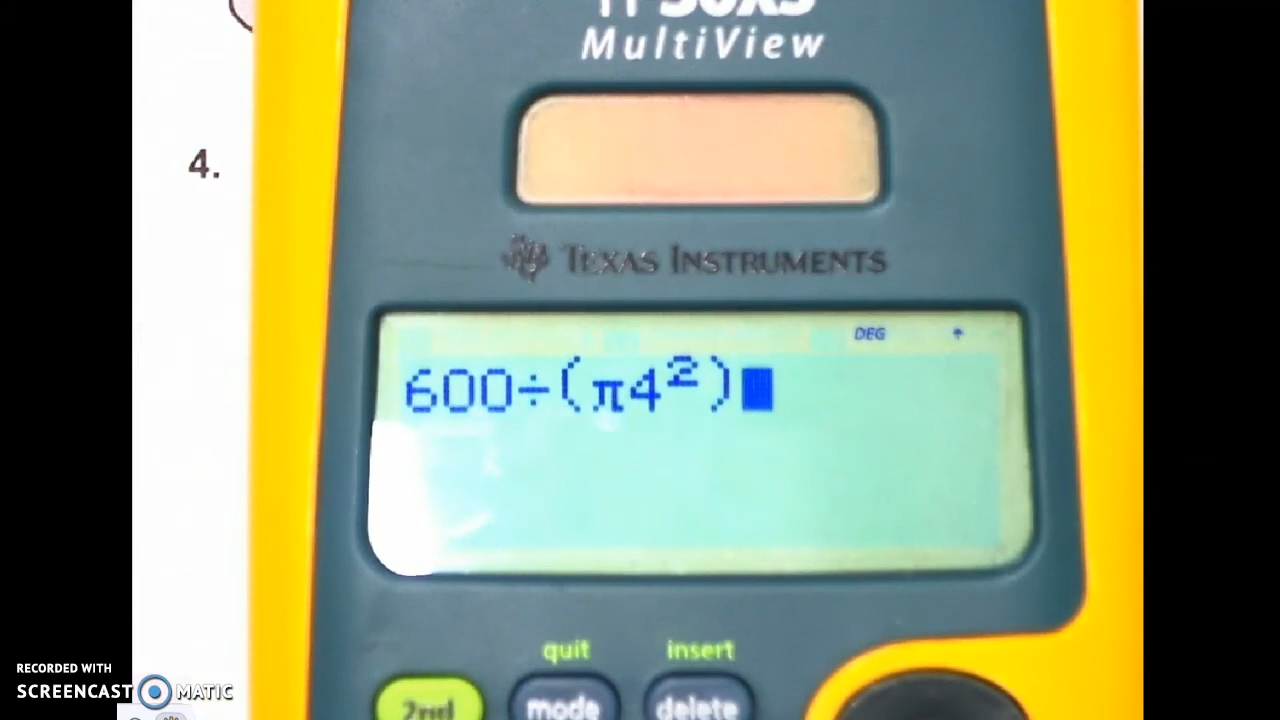 MultiView
4.
TEXAS INSTRUMENTS
DEG ↑
600÷(π4²)
quit insert
2nd mode delete
RECORDED WITH
SCREENCAST MATIC